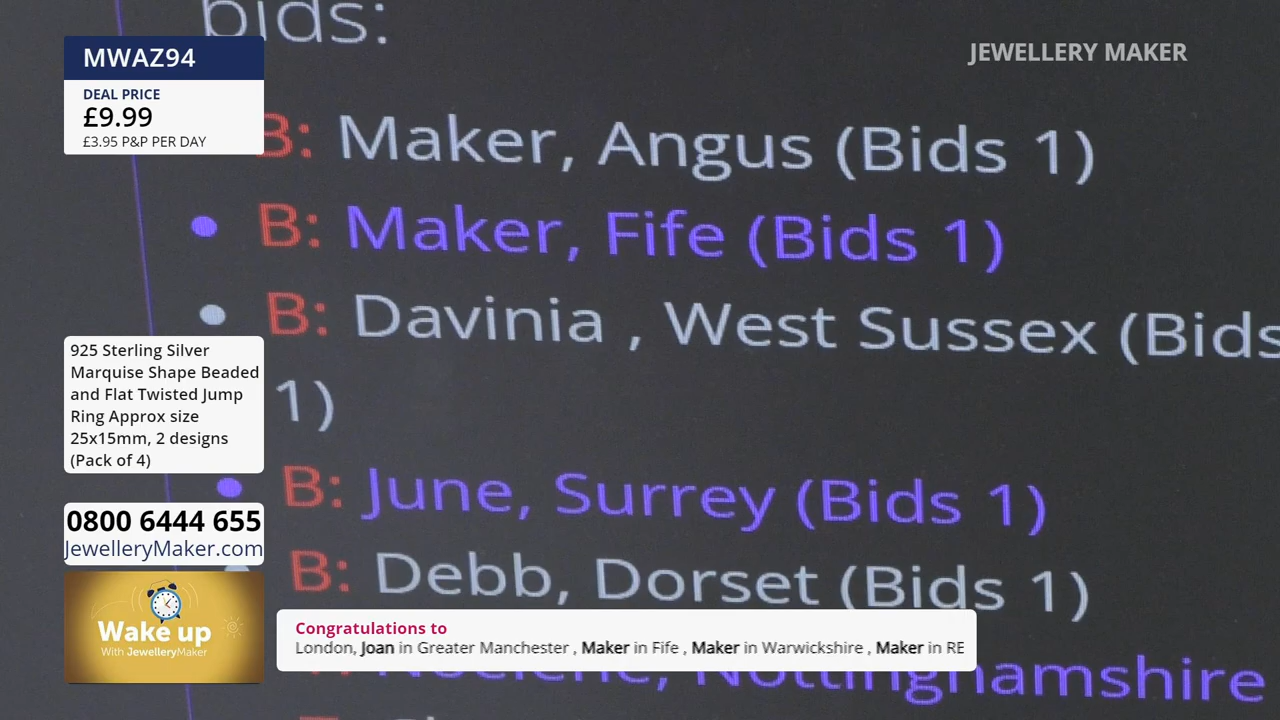 bids:
MWAZ94
DEAL PRICE
£9.99
£3.95 P&P PER DAY
JEWELLERY MAKER
B: Maker, Angus (Bids 1)
B: Maker, Fife (Bids 1)
B: Davinia , West Sussex (Bids
1)
925 Sterling Silver
Marquise Shape Beaded
and Flat Twisted Jump
Ring Approx size
25x15mm, 2 designs
(Pack of 4)
B: June, Surrey (Bids 1)
0800 6444 655
JewelleryMaker.com
B: Debb, Dorset (Bids 1)
Wake up
With JewelleryMaker
Congratulations to
London, Joan in Greater Manchester , Maker in Fife , Maker in Warwickshire , Maker in RE
Noelene, Nottinghamshire